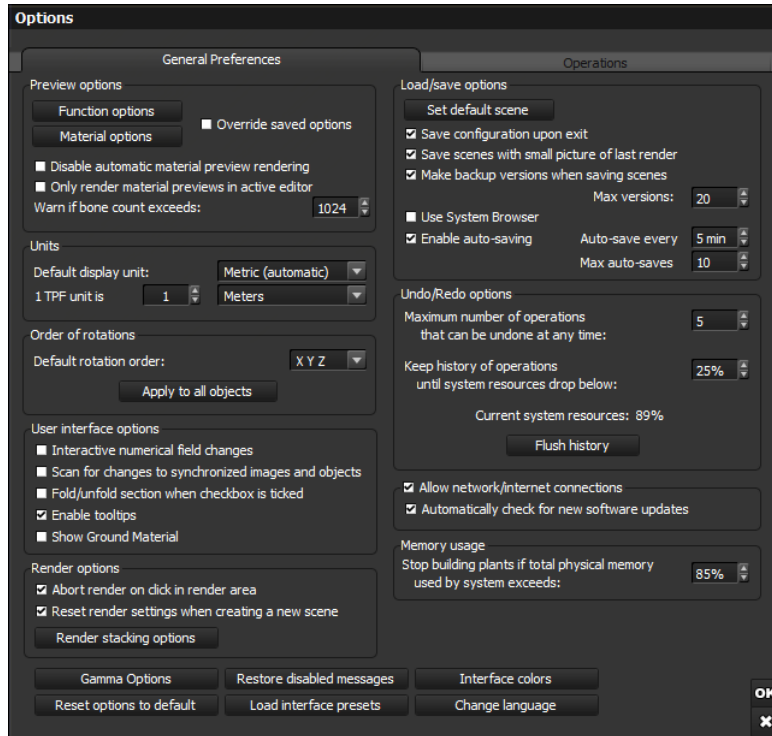 Options
General Preferences
Operations
Preview options
Function options
Material options
Override saved options
Disable automatic material preview rendering
Only render material previews in active editor
Warn if bone count exceeds: 1024
Units
Default display unit: Metric (automatic)
1 TPF unit is 1 Meters
Order of rotations
Default rotation order: X Y Z
Apply to all objects
User interface options
Interactive numerical field changes
Scan for changes to synchronized images and objects
Fold/unfold section when checkbox is ticked
Enable tooltips
Show Ground Material
Render options
Abort render on click in render area
Reset render settings when creating a new scene
Render stacking options
Load/save options
Set default scene
Save configuration upon exit
Save scenes with small picture of last render
Make backup versions when saving scenes
Max versions: 20
Use System Browser
Enable auto-saving Auto-save every 5 min
Max auto-saves 10
Undo/Redo options
Maximum number of operations
that can be undone at any time: 5
Keep history of operations
until system resources drop below: 25%
Current system resources: 89%
Flush history
Allow network/internet connections
Automatically check for new software updates
Memory usage
Stop building plants if total physical memory
used by system exceeds: 85%
Gamma Options Restore disabled messages Interface colors
Reset options to default Load interface presets Change language
OK